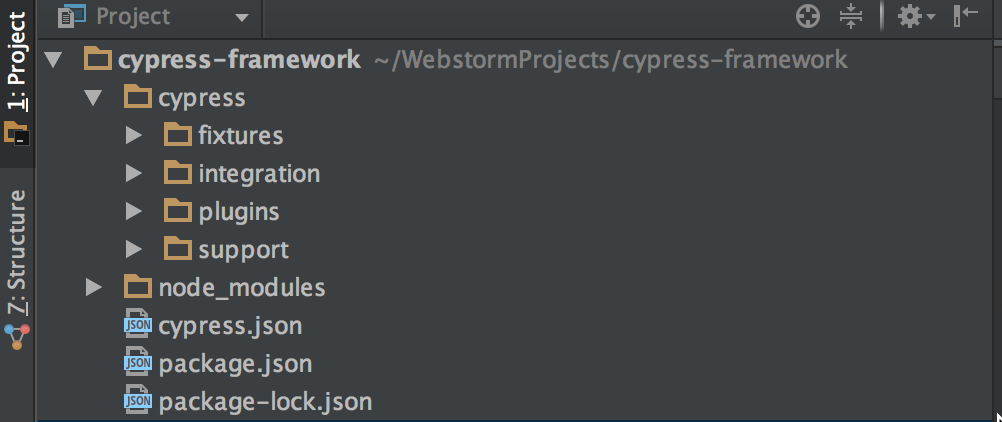 1: Project
Z: Structure
Project
cypress-framework ~/WebstormProjects/cypress-framework
cypress
fixtures
integration
plugins
support
node_modules
JSON cypress.json
JSON package.json
JSON package-lock.json